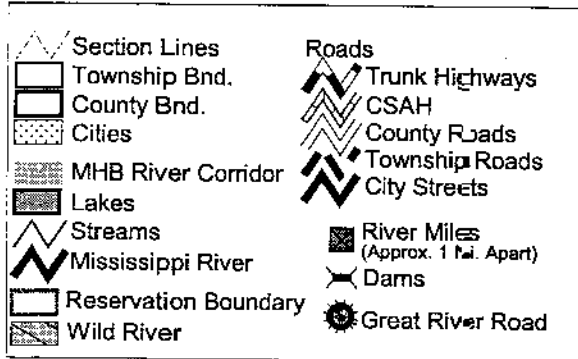 Section Lines
Township Bnd.
County Bnd.
Cities
MHB River Corridor
Lakes
Streams
Mississippi River
Reservation Boundary
Wild River
Roads
Trunk Highways
CSAH
County Roads
Township Roads
City Streets
River Miles
(Approx. 1 Mi. Apart)
Dams
Great River Road